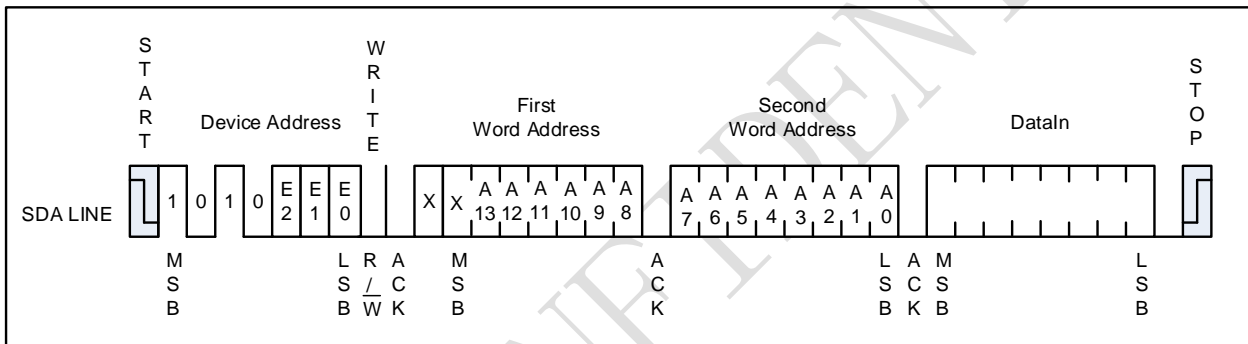 START
WRITE
STOP
Device Address
First
Word Address
Second
Word Address
DataIn
SDA LINE
1 0 1 0 E2 E1 E0
X X A13 A12 A11 A10 A9 A8
A7 A6 A5 A4 A3 A2 A1 A0
MSB
LSB
R/W
ACK
MSB
ACK
LSB
ACK
MSB
LSB